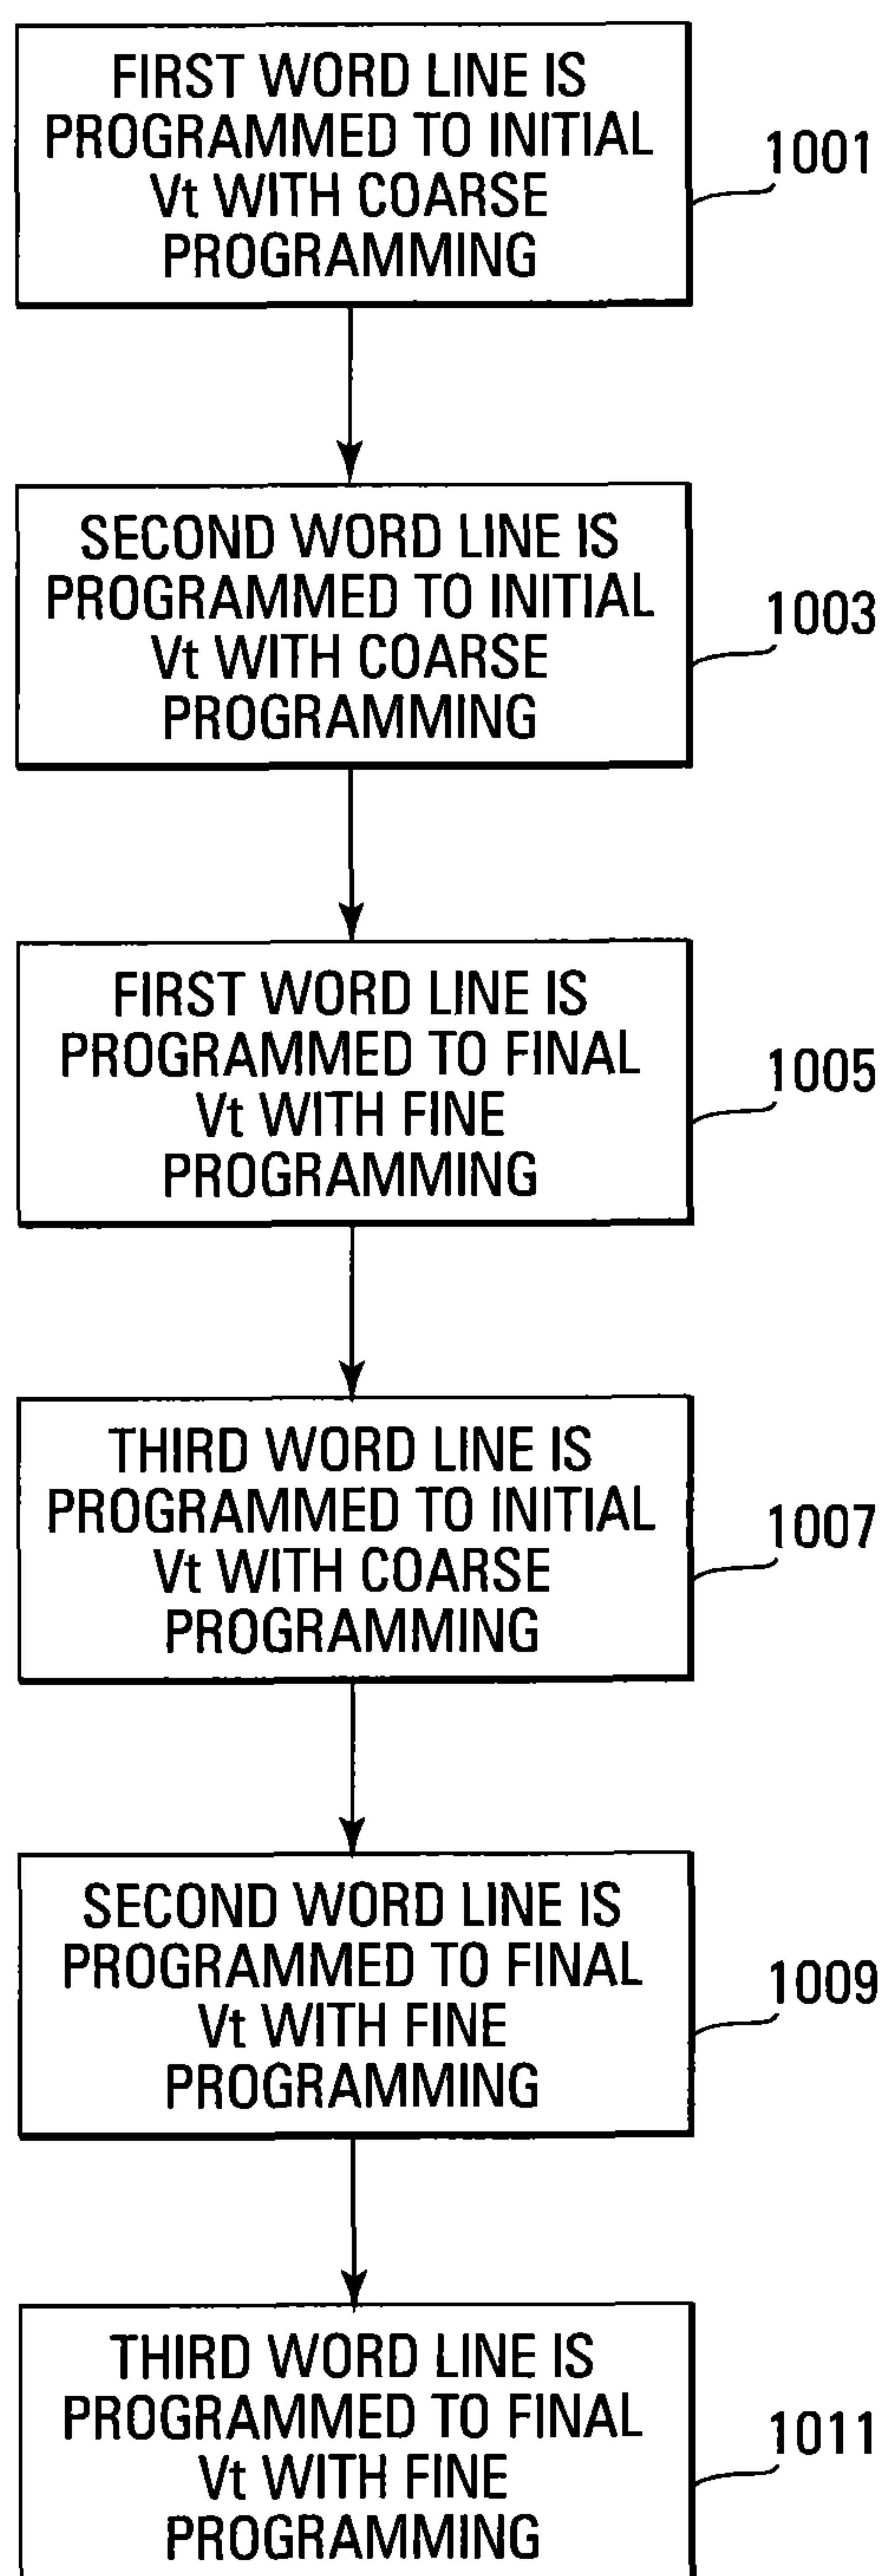 FIRST WORD LINE IS
PROGRAMMED TO INITIAL
Vt WITH COARSE
PROGRAMMING
1001
SECOND WORD LINE IS
PROGRAMMED TO INITIAL
Vt WITH COARSE
PROGRAMMING
1003
FIRST WORD LINE IS
PROGRAMMED TO FINAL
Vt WITH FINE
PROGRAMMING
1005
THIRD WORD LINE IS
PROGRAMMED TO INITIAL
Vt WITH COARSE
PROGRAMMING
1007
SECOND WORD LINE IS
PROGRAMMED TO FINAL
Vt WITH FINE
PROGRAMMING
1009
THIRD WORD LINE IS
PROGRAMMED TO FINAL
Vt WITH FINE
PROGRAMMING
1011